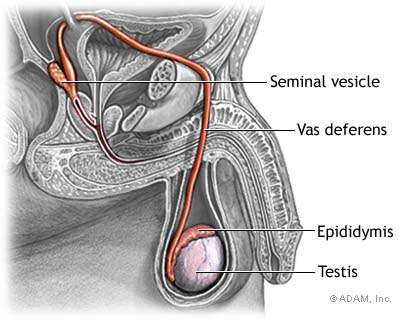 Seminal vesicle
Vas deferens
Epididymis
Testis
© ADAM, Inc.